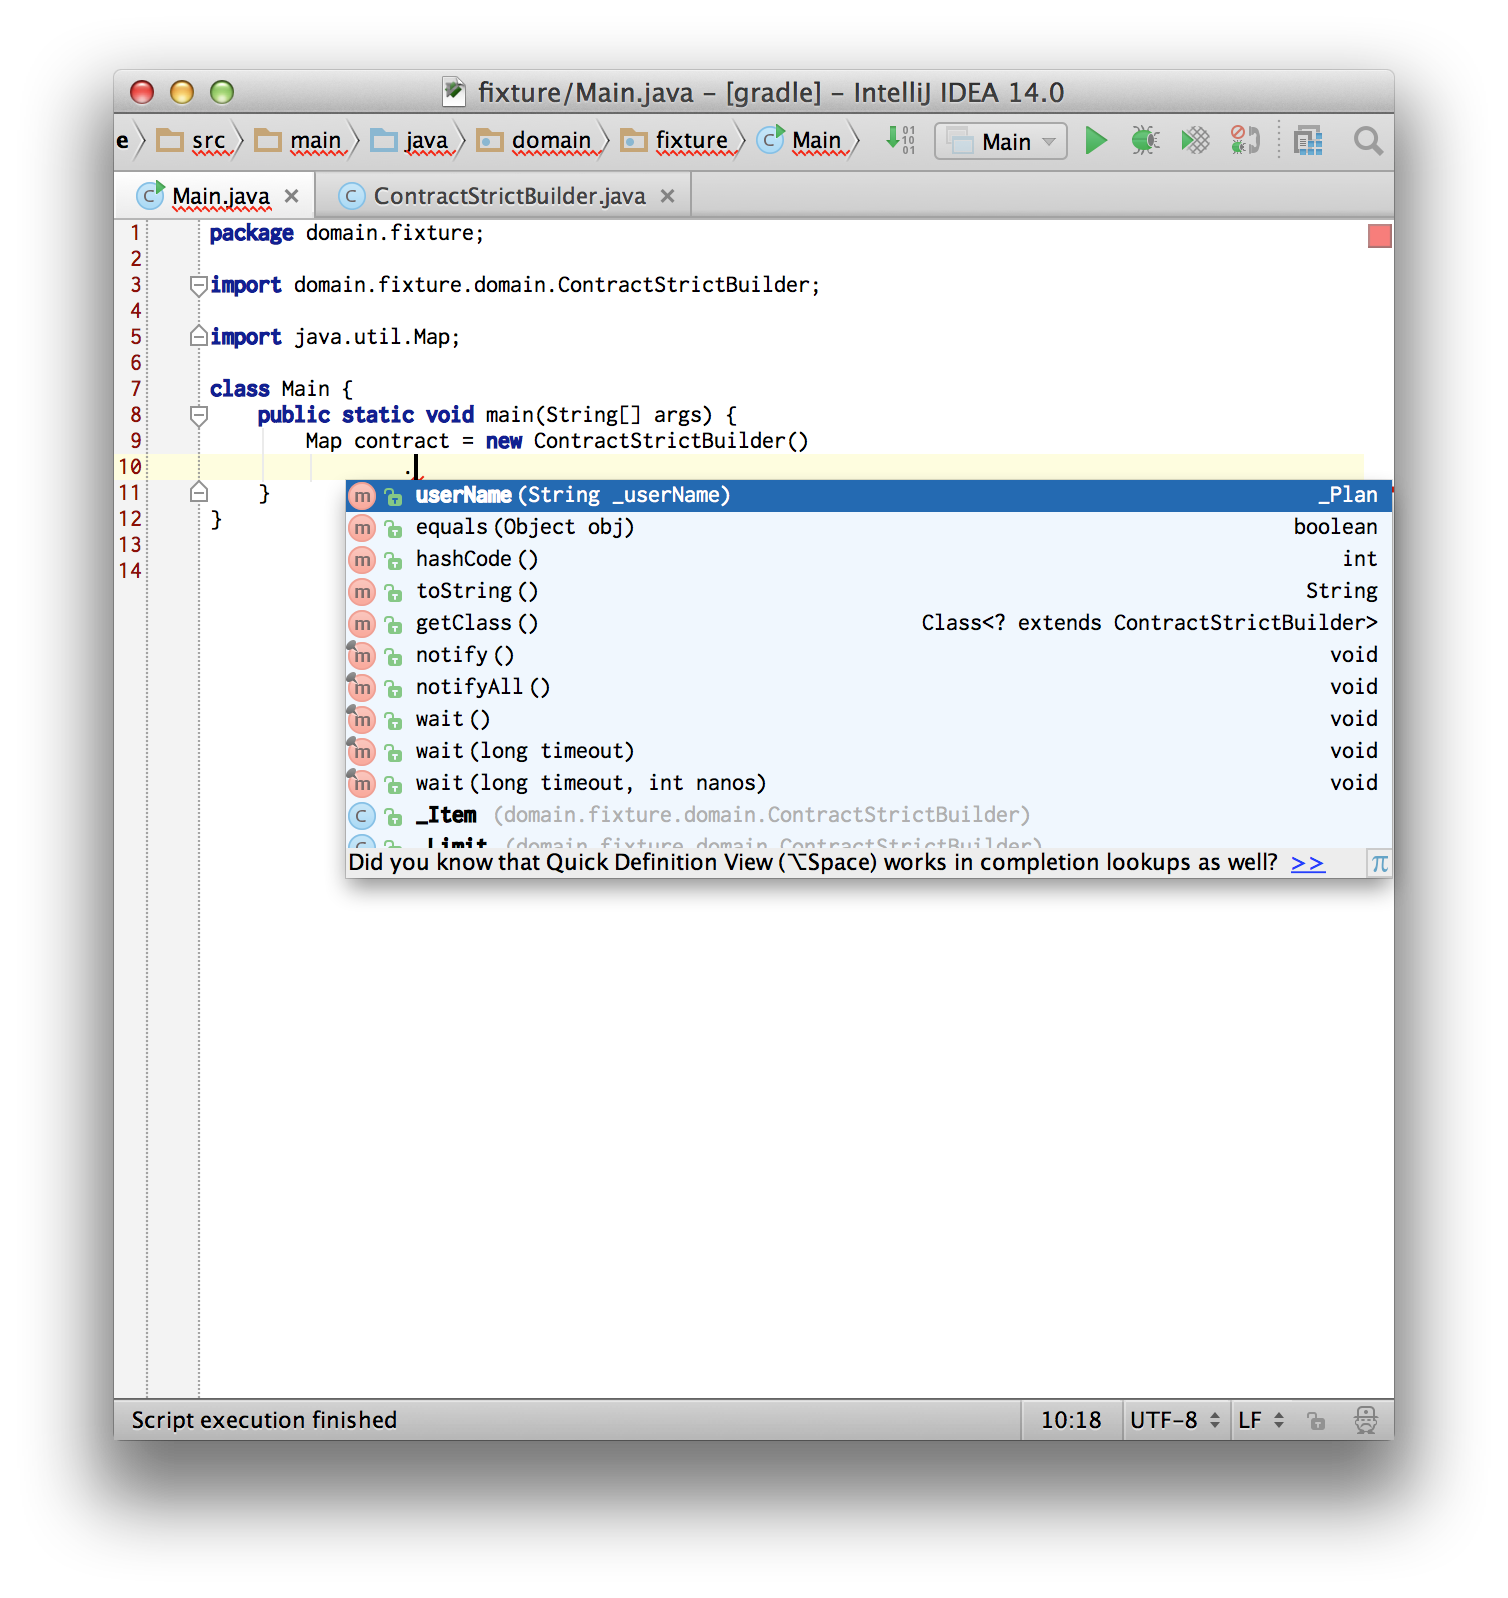 fixture/Main.java – [gradle] – IntelliJ IDEA 14.0
e src main java domain fixture Main Main
Main.java ContractStrictBuilder.java
1 package domain.fixture;
2
3 import domain.fixture.domain.ContractStrictBuilder;
4
5 import java.util.Map;
6
7 class Main {
8 public static void main(String[] args) {
9 Map contract = new ContractStrictBuilder()
10 .
11 }
12 }
13
14
m userName(String _userName) _Plan
m equals(Object obj) boolean
m hashCode() int
m toString() String
m getClass() Class<? extends ContractStrictBuilder>
m notify() void
m notifyAll() void
m wait() void
m wait(long timeout) void
m wait(long timeout, int nanos) void
C _Item (domain.fixture.domain.ContractStrictBuilder)
C _Limit (domain.fixture.domain.ContractStrictBuilder)
Did you know that Quick Definition View (⌥Space) works in completion lookups as well? >> π
Script execution finished 10:18 UTF-8 LF